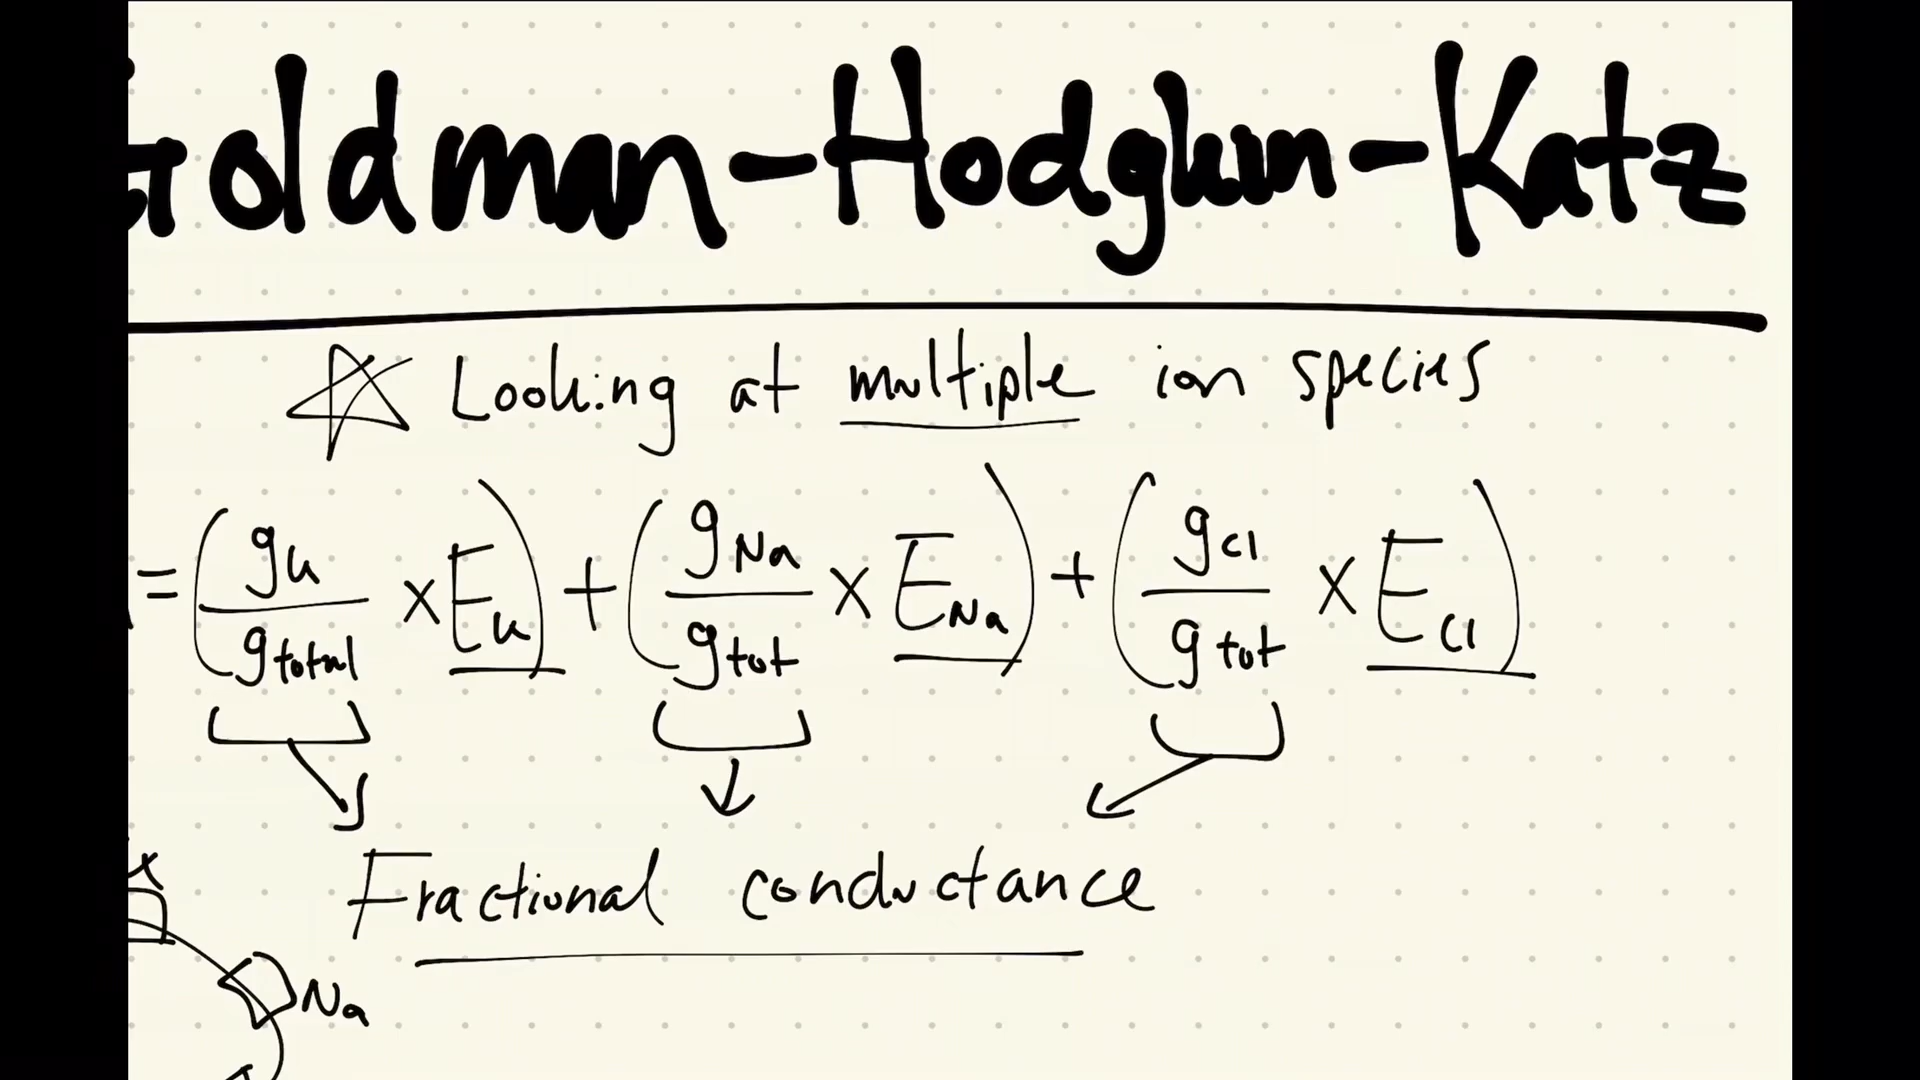 Goldman-Hodgkin-Katz
Looking at multiple ion species
= (gK/gtotal × EK) + (gNa/gtot × ENa) + (gCl/gtot × ECl)
Fractional conductance
Na